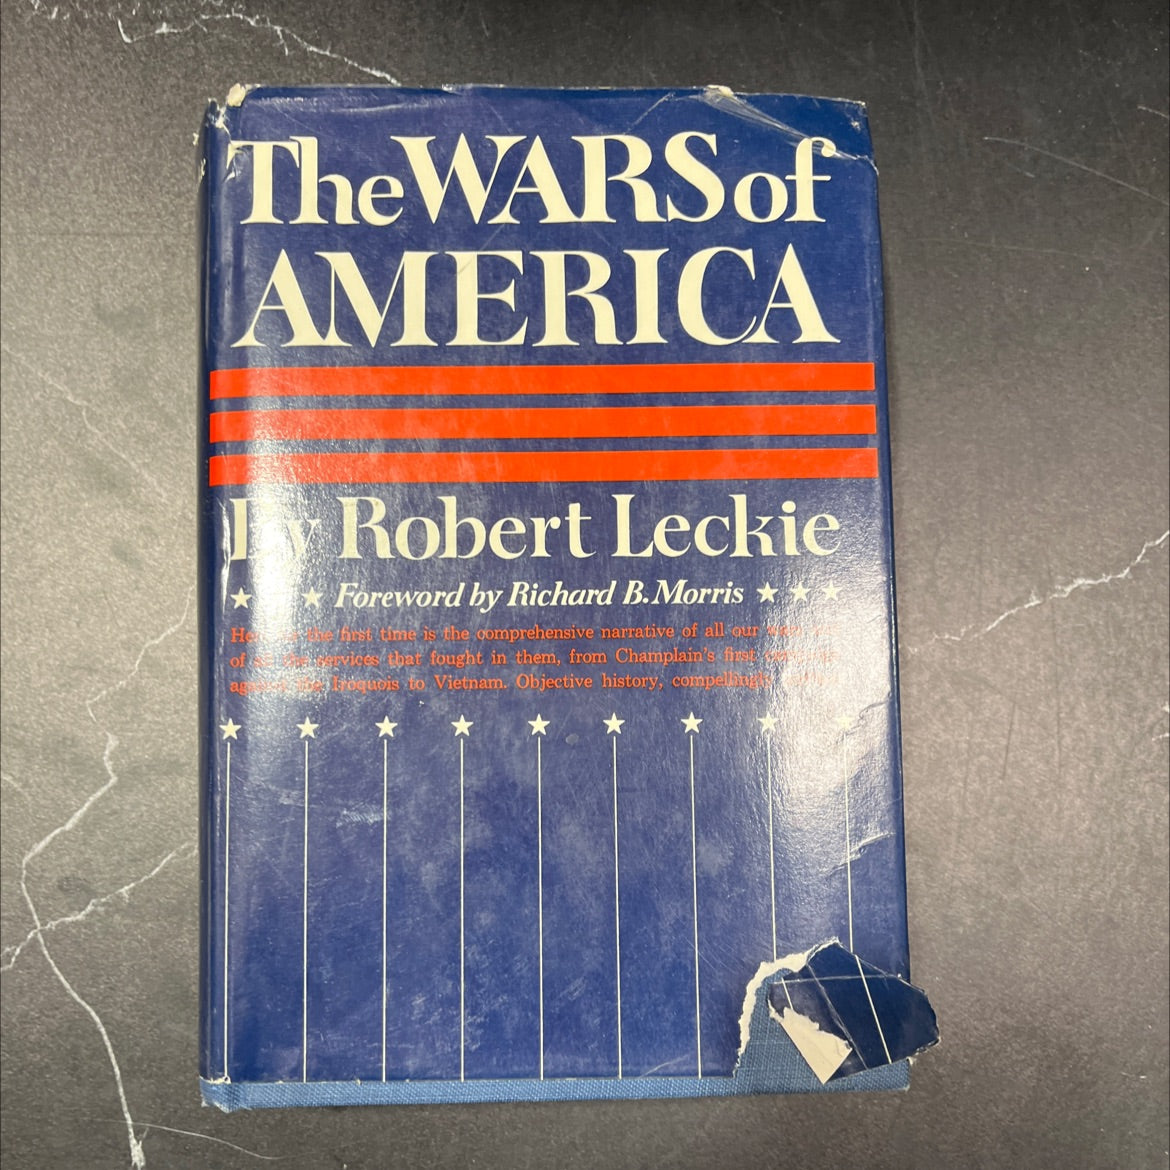 The WARS of
AMERICA
By Robert Leckie
Foreword by Richard B. Morris
the first time is the comprehensive narrative of all our
of the services that fought in them, from Champlain's first
the Iroquois to Vietnam. Objective history, compellingly